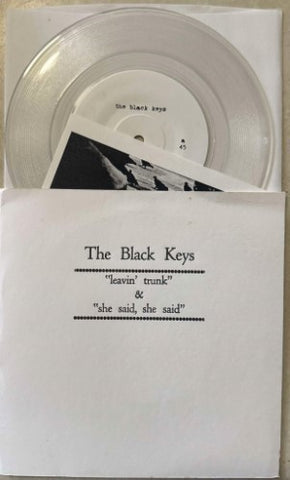 the black keys
45
The Black Keys
"leavin' trunk"
&
"she said, she said"